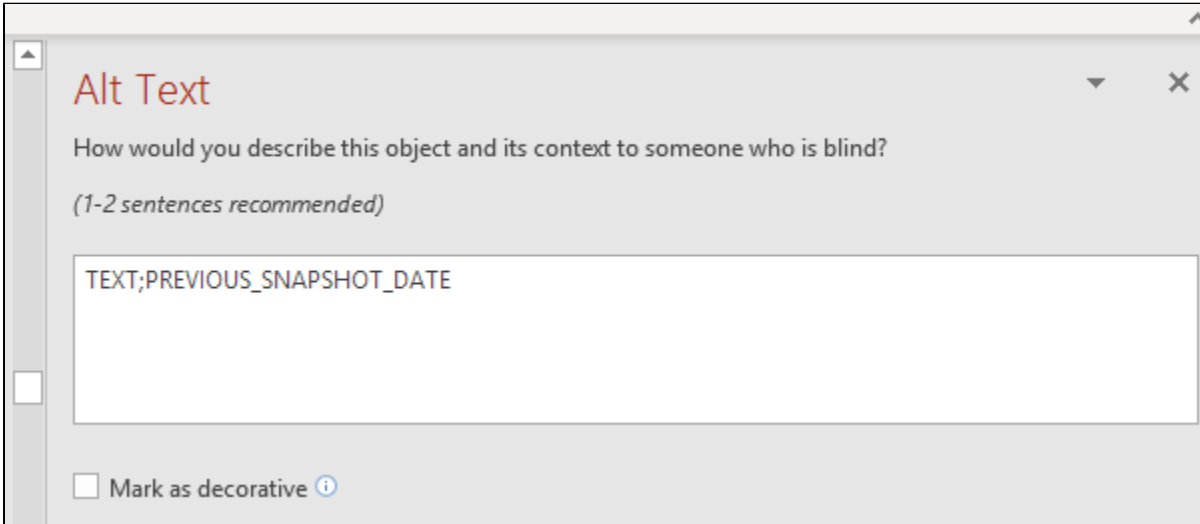 Alt Text
How would you describe this object and its context to someone who is blind?
(1-2 sentences recommended)
TEXT;PREVIOUS_SNAPSHOT_DATE
Mark as decorative